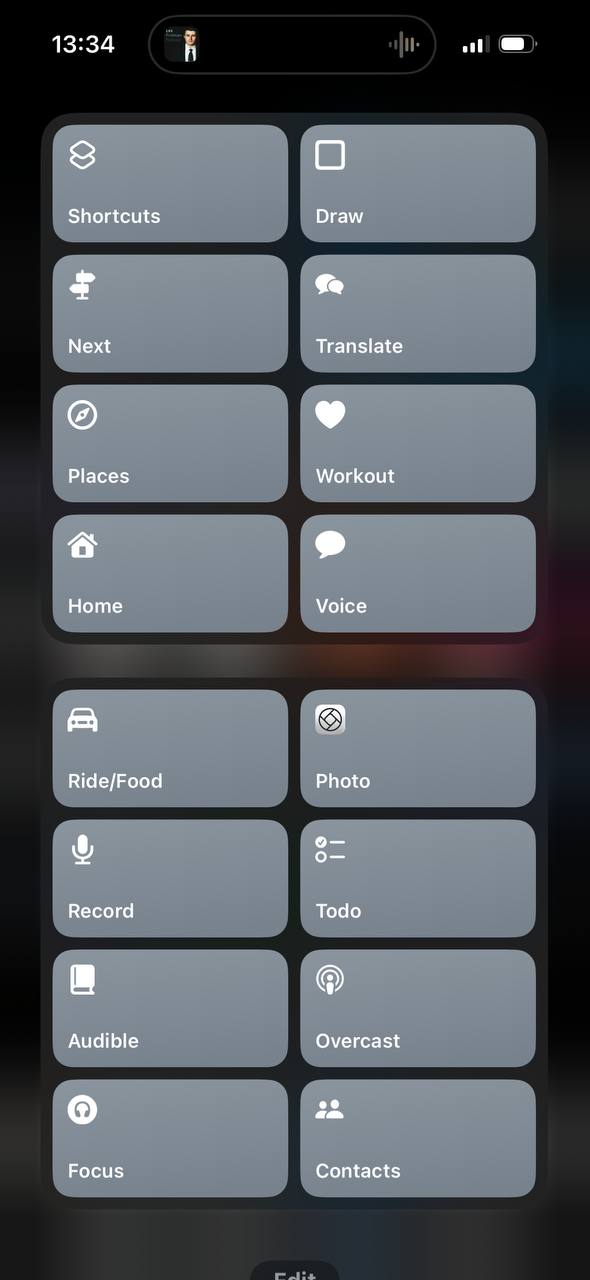 13:34
Shortcuts
Draw
Next
Translate
Places
Workout
Home
Voice
Ride/Food
Photo
Record
Todo
Audible
Overcast
Focus
Contacts
Edit